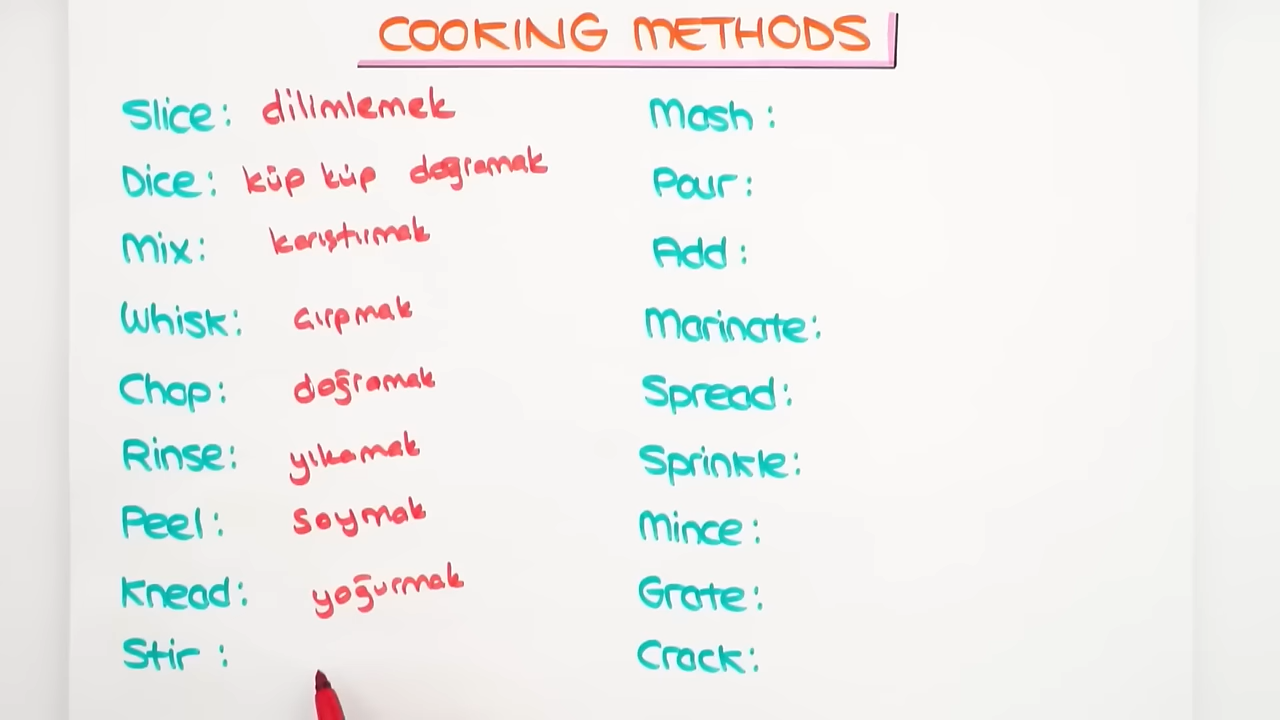 COOKING METHODS
Slice: dilimlemek
Dice: küp küp doğramak
Mix: karıştırmak
Whisk: çırpmak
Chop: doğramak
Rinse: yıkamak
Peel: soymak
Knead: yoğurmak
Stir:
Mash:
Pour:
Add:
Marinate:
Spread:
Sprinkle:
Mince:
Grate:
Crack: